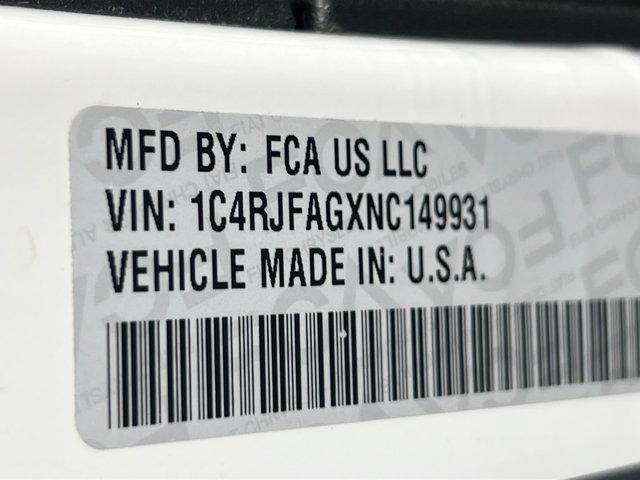 MFD BY: FCA US LLC
VIN: 1C4RJFAGXNC149931
VEHICLE MADE IN: U.S.A.